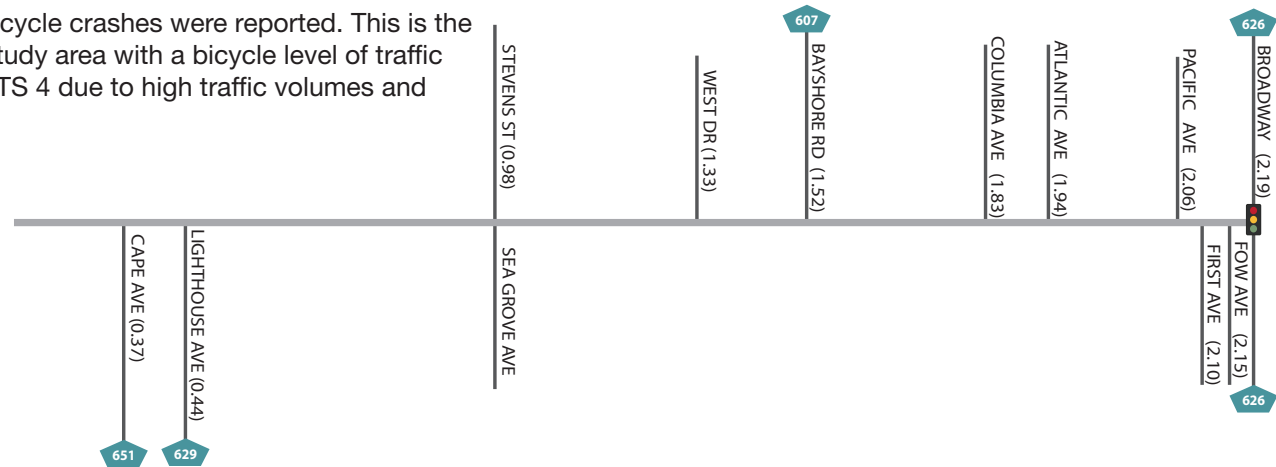 cycle crashes were reported. This is the
tudy area with a bicycle level of traffic
TS 4 due to high traffic volumes and
607
626
STEVENS ST (0.98)
WEST DR (1.33)
BAYSHORE RD (1.52)
COLUMBIA AVE (1.83)
ATLANTIC AVE (1.94)
PACIFIC AVE (2.06)
BROADWAY (2.19)
CAPE AVE (0.37)
LIGHTHOUSE AVE (0.44)
SEA GROVE AVE
FIRST AVE (2.10)
FOW AVE (2.15)
651
629
626